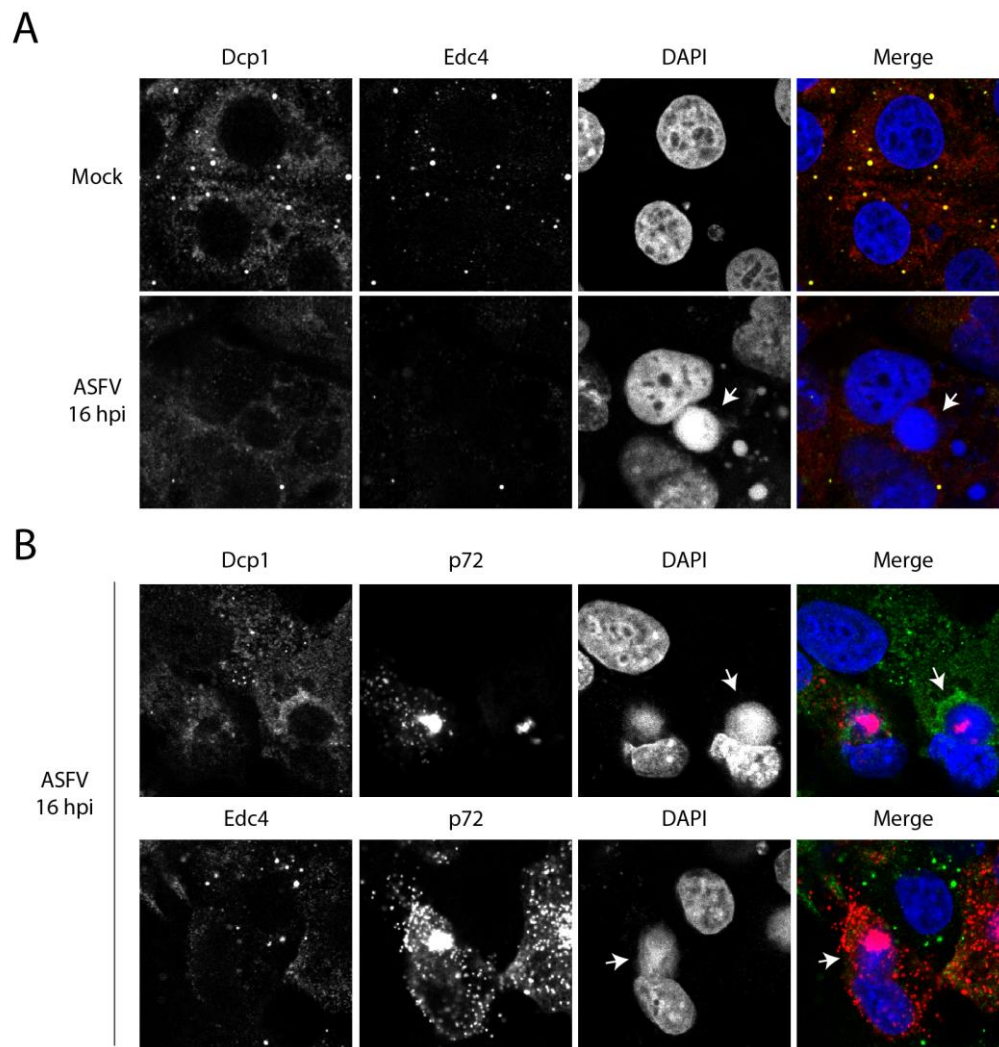 A
Dcp1 Edc4 DAPI Merge
Mock
ASFV
16 hpi
B
Dcp1 p72 DAPI Merge
ASFV
16 hpi
Edc4 p72 DAPI Merge